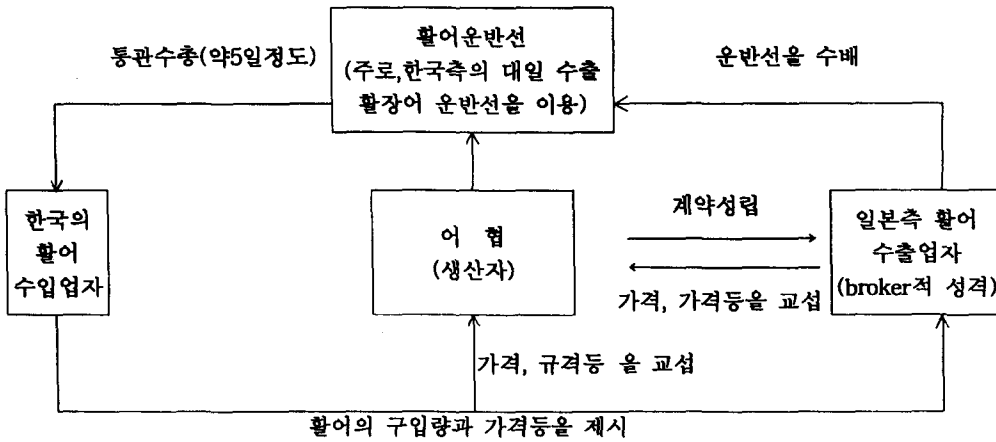 활어운반선
(주로,한국측의 대일 수출
활장어 운반선을 이용)
통관수총(약5일정도)
운반선을 수배
한국의
활어
수입업자
어 협
(생산자)
계약성립
가격, 가격등을 교섭
일본측 활어
수출업자
(broker적 성격)
가격, 규격등 을 교섭
활어의 구입량과 가격등을 제시